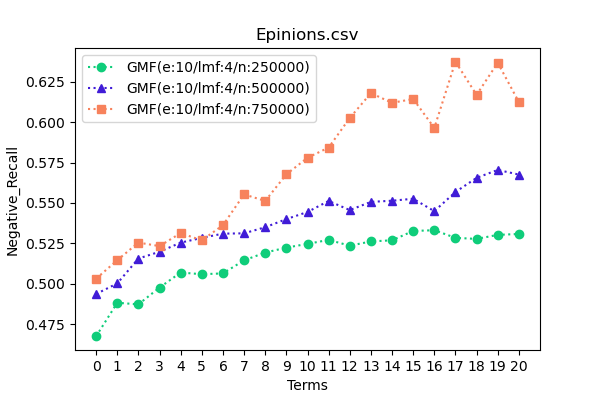 Epinions.csv
GMF(e:10/lmf:4/n:250000)
GMF(e:10/lmf:4/n:500000)
GMF(e:10/lmf:4/n:750000)
Negative_Recall
0.625
0.600
0.575
0.550
0.525
0.500
0.475
0 1 2 3 4 5 6 7 8 9 10 11 12 13 14 15 16 17 18 19 20
Terms